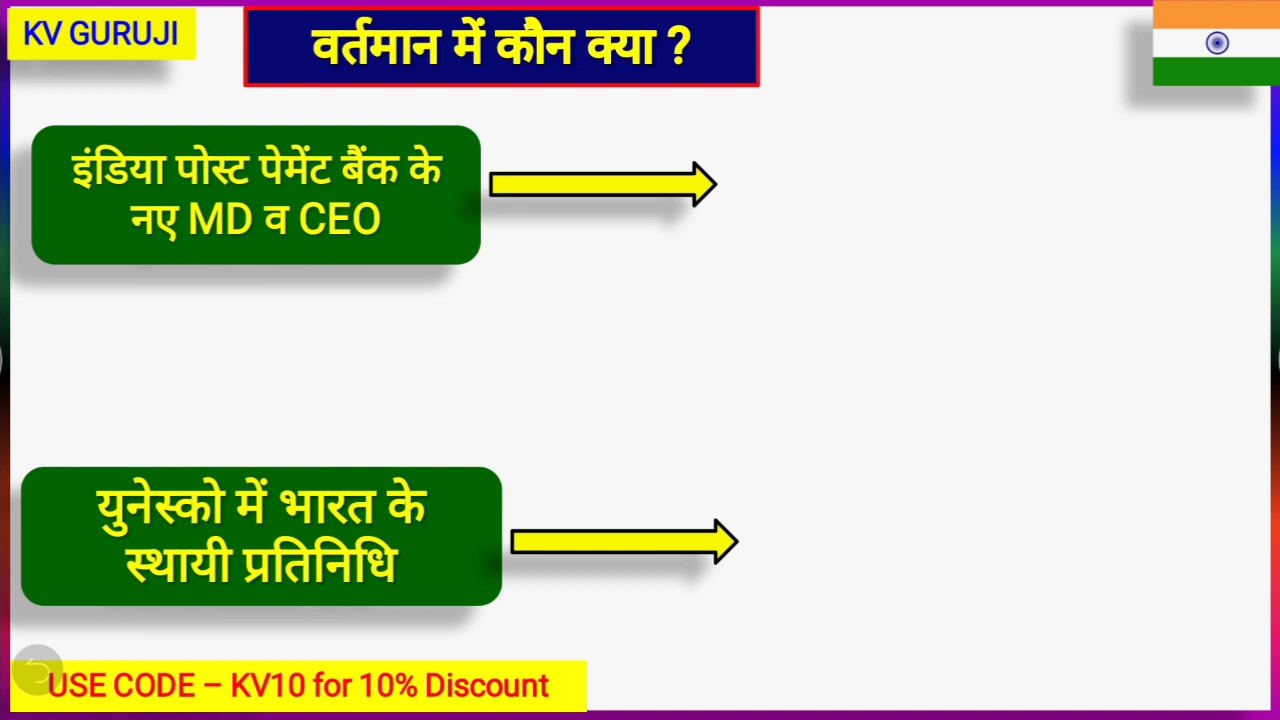 KV GURUJI
वर्तमान में कौन क्या ?
इंडिया पोस्ट पेमेंट बैंक के
नए MD व CEO
युनेस्को में भारत के
स्थायी प्रतिनिधि
USE CODE – KV10 for 10% Discount